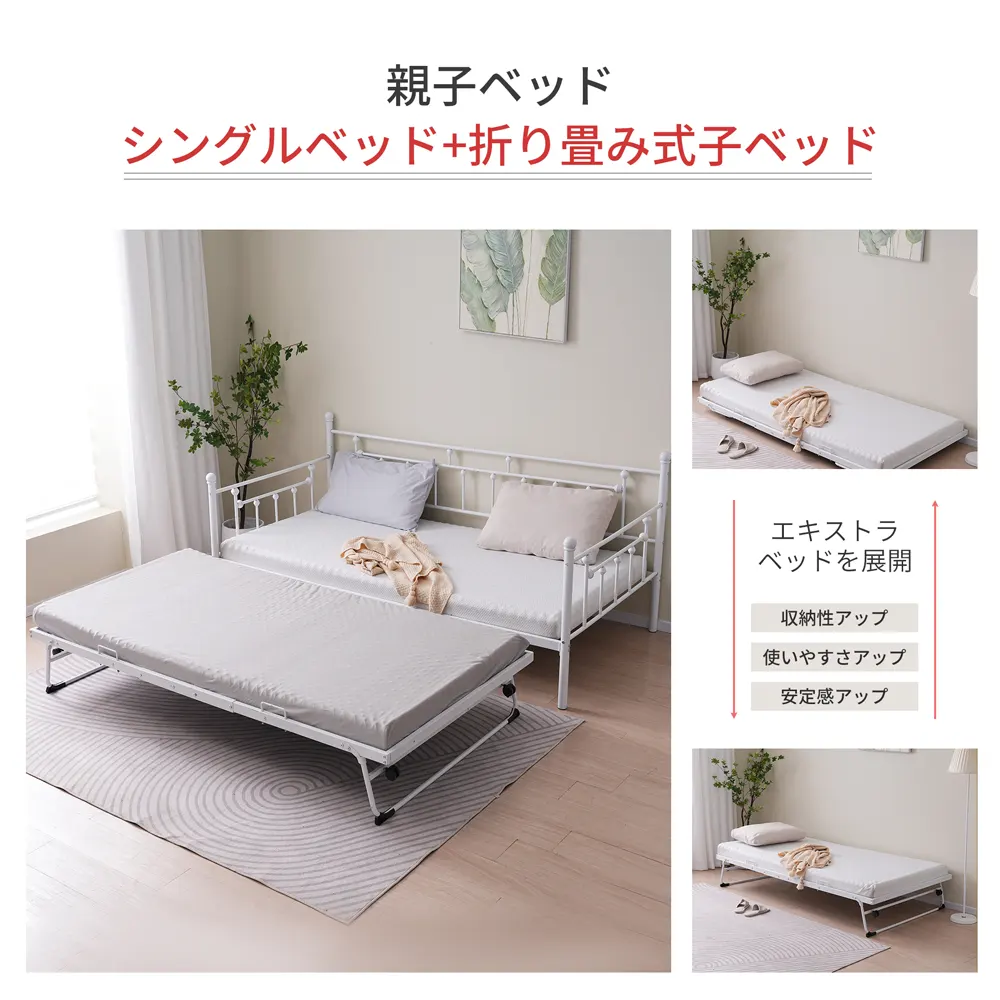 親子ベッド
シングルベッド+折り畳み式子ベッド
エキストラ
ベッドを展開
収納性アップ
使いやすさアップ
安定感アップ